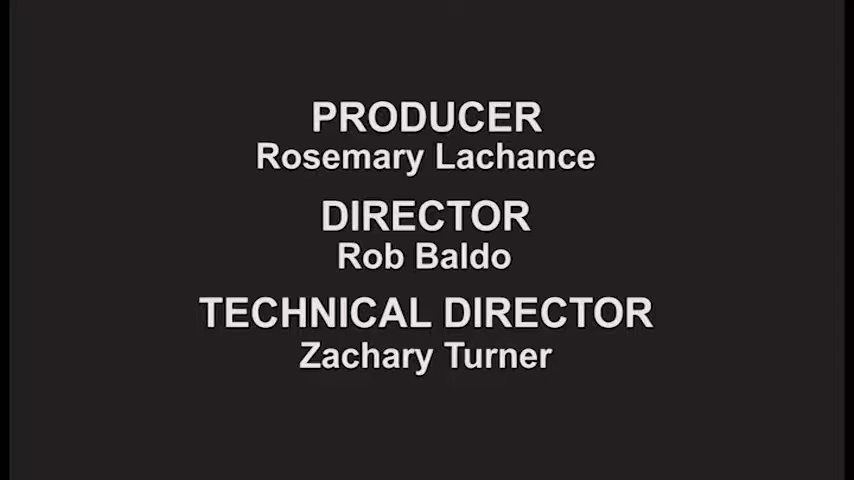 PRODUCER
Rosemary Lachance
DIRECTOR
Rob Baldo
TECHNICAL DIRECTOR
Zachary Turner